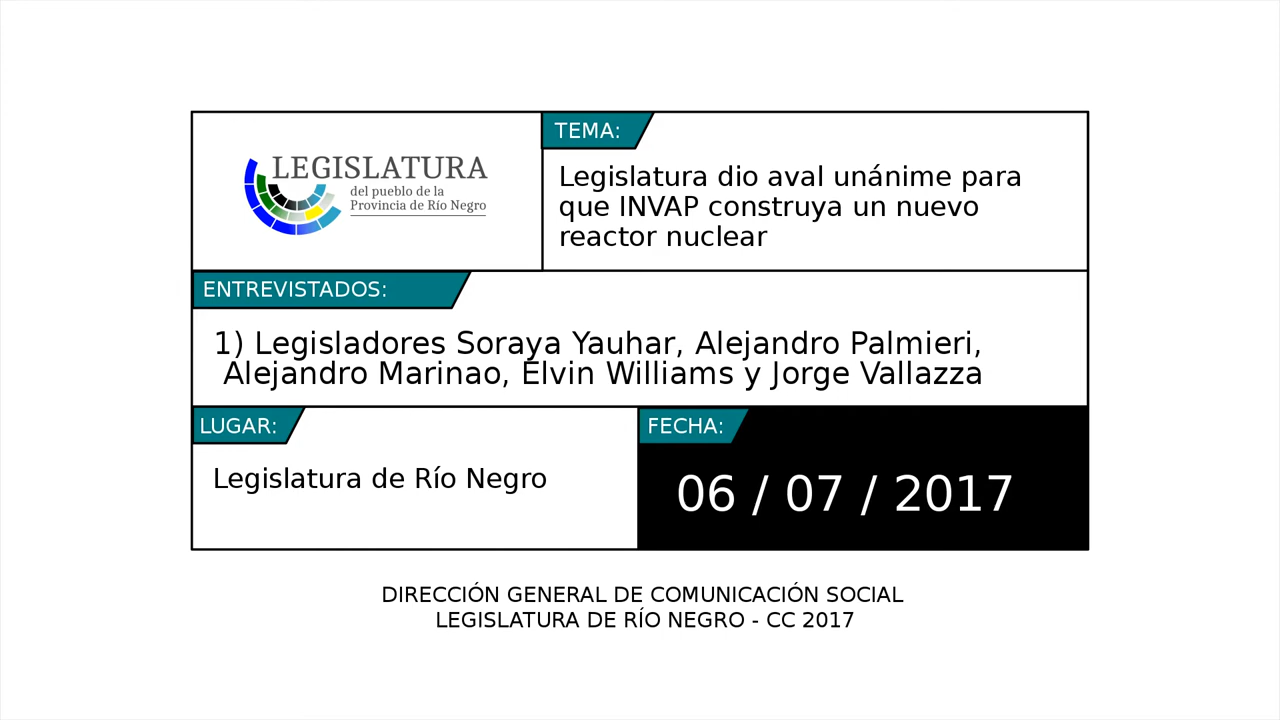 LEGISLATURA
del pueblo de la
Provincia de Río Negro
TEMA:
Legislatura dio aval unánime para
que INVAP construya un nuevo
reactor nuclear
ENTREVISTADOS:
1) Legisladores Soraya Yauhar, Alejandro Palmieri,
Alejandro Marinao, Elvin Williams y Jorge Vallazza
LUGAR:
Legislatura de Río Negro
FECHA:
06 / 07 / 2017
DIRECCIÓN GENERAL DE COMUNICACIÓN SOCIAL
LEGISLATURA DE RÍO NEGRO - CC 2017